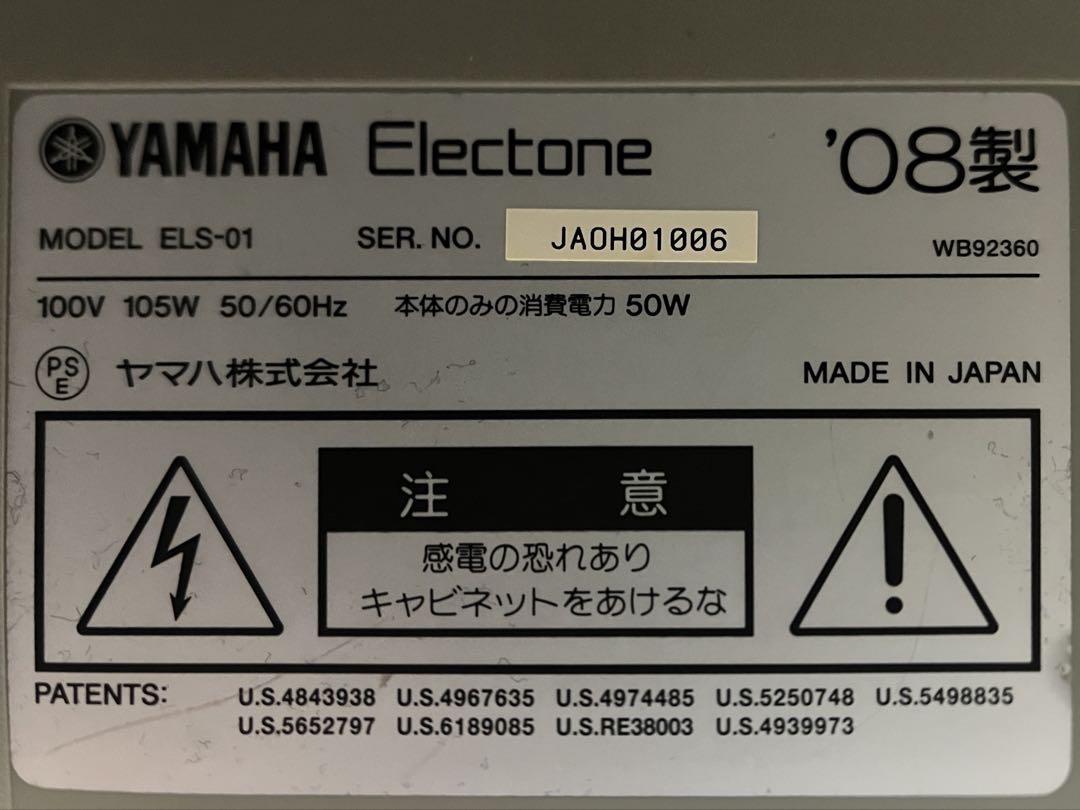 YAMAHA Electone '08製
MODEL ELS-01 SER. NO. JAOH01006 WB92360
100V 105W 50/60Hz 本体のみの消費電力 50W
PS E ヤマハ株式会社 MADE IN JAPAN
注意
感電の恐れあり
キャビネットをあけるな
PATENTS: U.S.4843938 U.S.4967635 U.S.4974485 U.S.5250748 U.S.5498835
U.S.5652797 U.S.6189085 U.S.RE38003 U.S.4939973